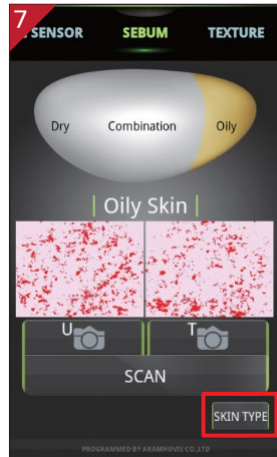 7
SENSOR SEBUM TEXTURE
Dry Combination Oily
| Oily Skin |
U T
SCAN
SKIN TYPE
PROGRAMMED BY ARAMHUVIS CO.,LTD